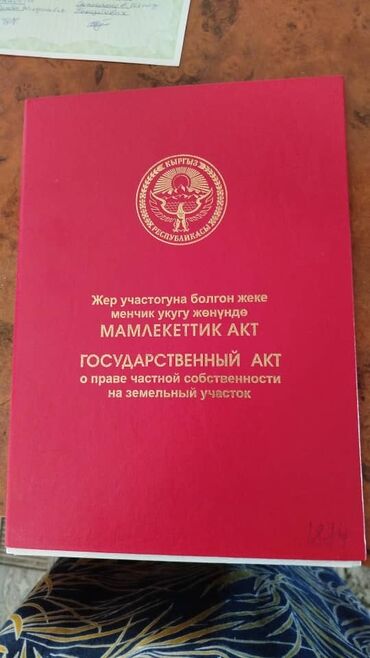 КЫРГЫЗ
РЕСПУБЛИКАСЫ
Жер участогуна болгон жеке
менчик укугу жөнүндө
МАМЛЕКЕТТИК АКТ
ГОСУДАРСТВЕННЫЙ АКТ
о праве частной собственности
на земельный участок